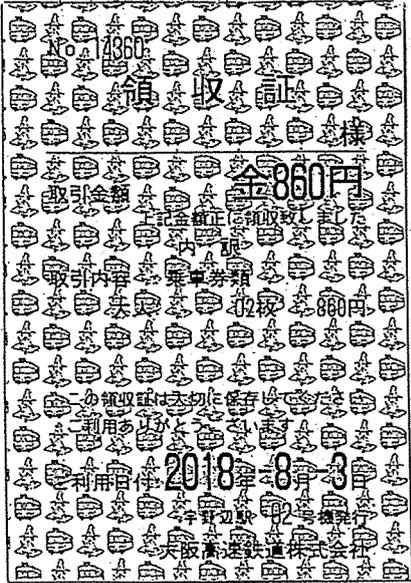 No. 14360
領収証
様
取引金額 金860円
上記金額正に領収致しました
内訳
取引内容 乗車券類
大人 02枚 860円
この領収証は大切に保存してください
ご利用ありがとうございます
ご利用日付 2018年-8月-3日
宇野辺駅 02号機発行
大阪高速鉄道株式会社